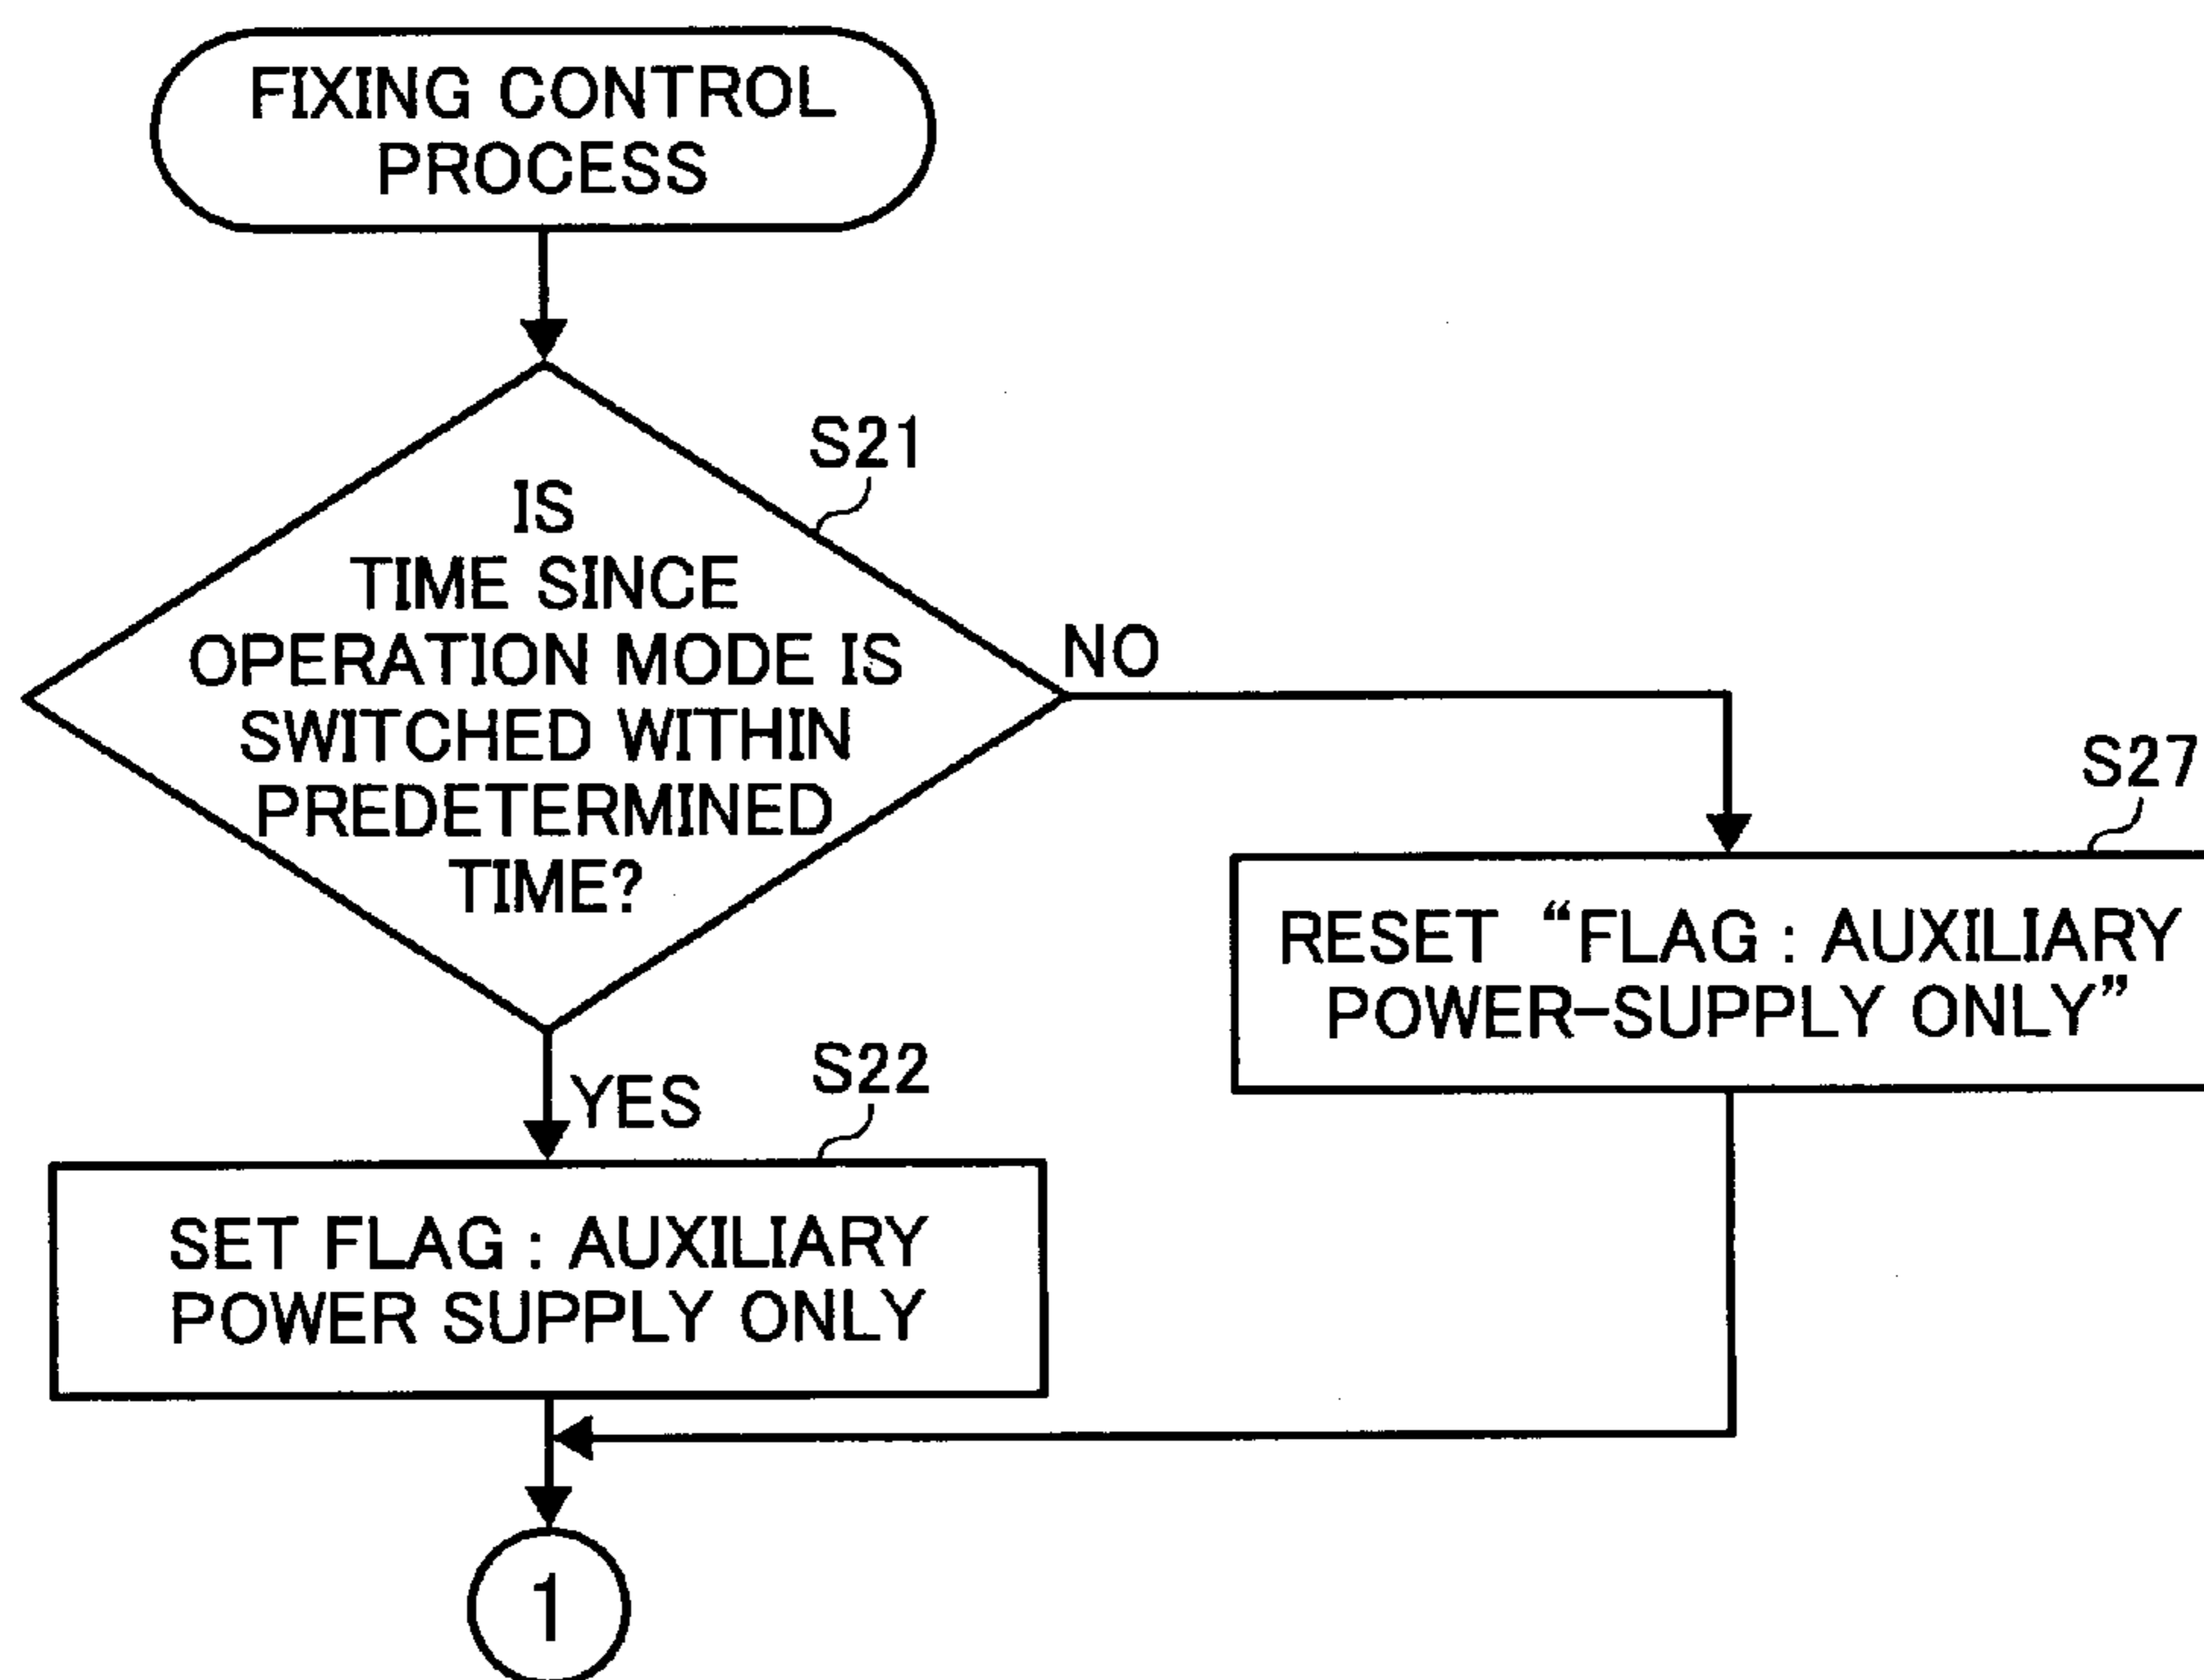 FIXING CONTROL
PROCESS
S21
IS
TIME SINCE
OPERATION MODE IS
SWITCHED WITHIN
PREDETERMINED
TIME?
NO
S27
RESET “FLAG : AUXILIARY
POWER-SUPPLY ONLY”
YES
S22
SET FLAG : AUXILIARY
POWER SUPPLY ONLY
1